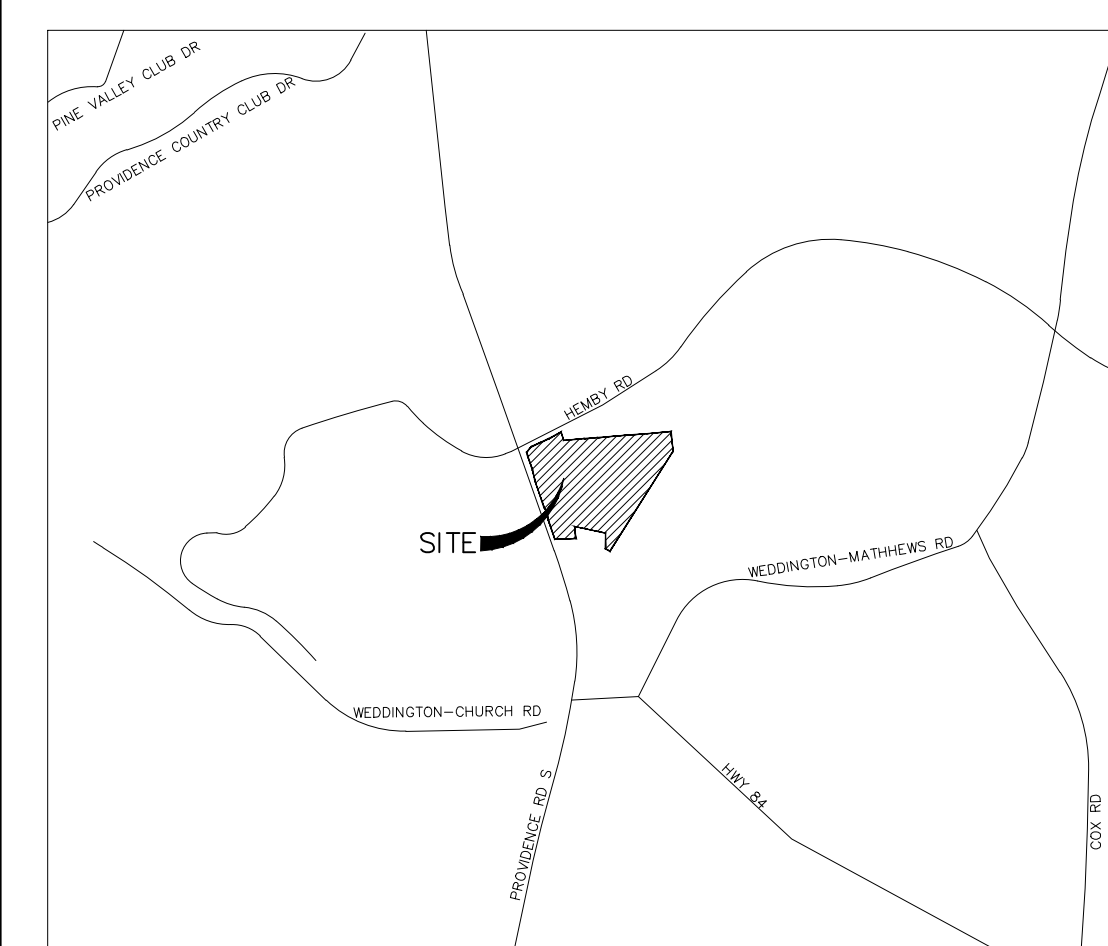 PINE VALLEY CLUB DR
PROVIDENCE COUNTRY CLUB DR
HEMBY RD
SITE
WEDDINGTON-MATHHEWS RD
WEDDINGTON-CHURCH RD
HWY 84
PROVIDENCE RD S
COX RD